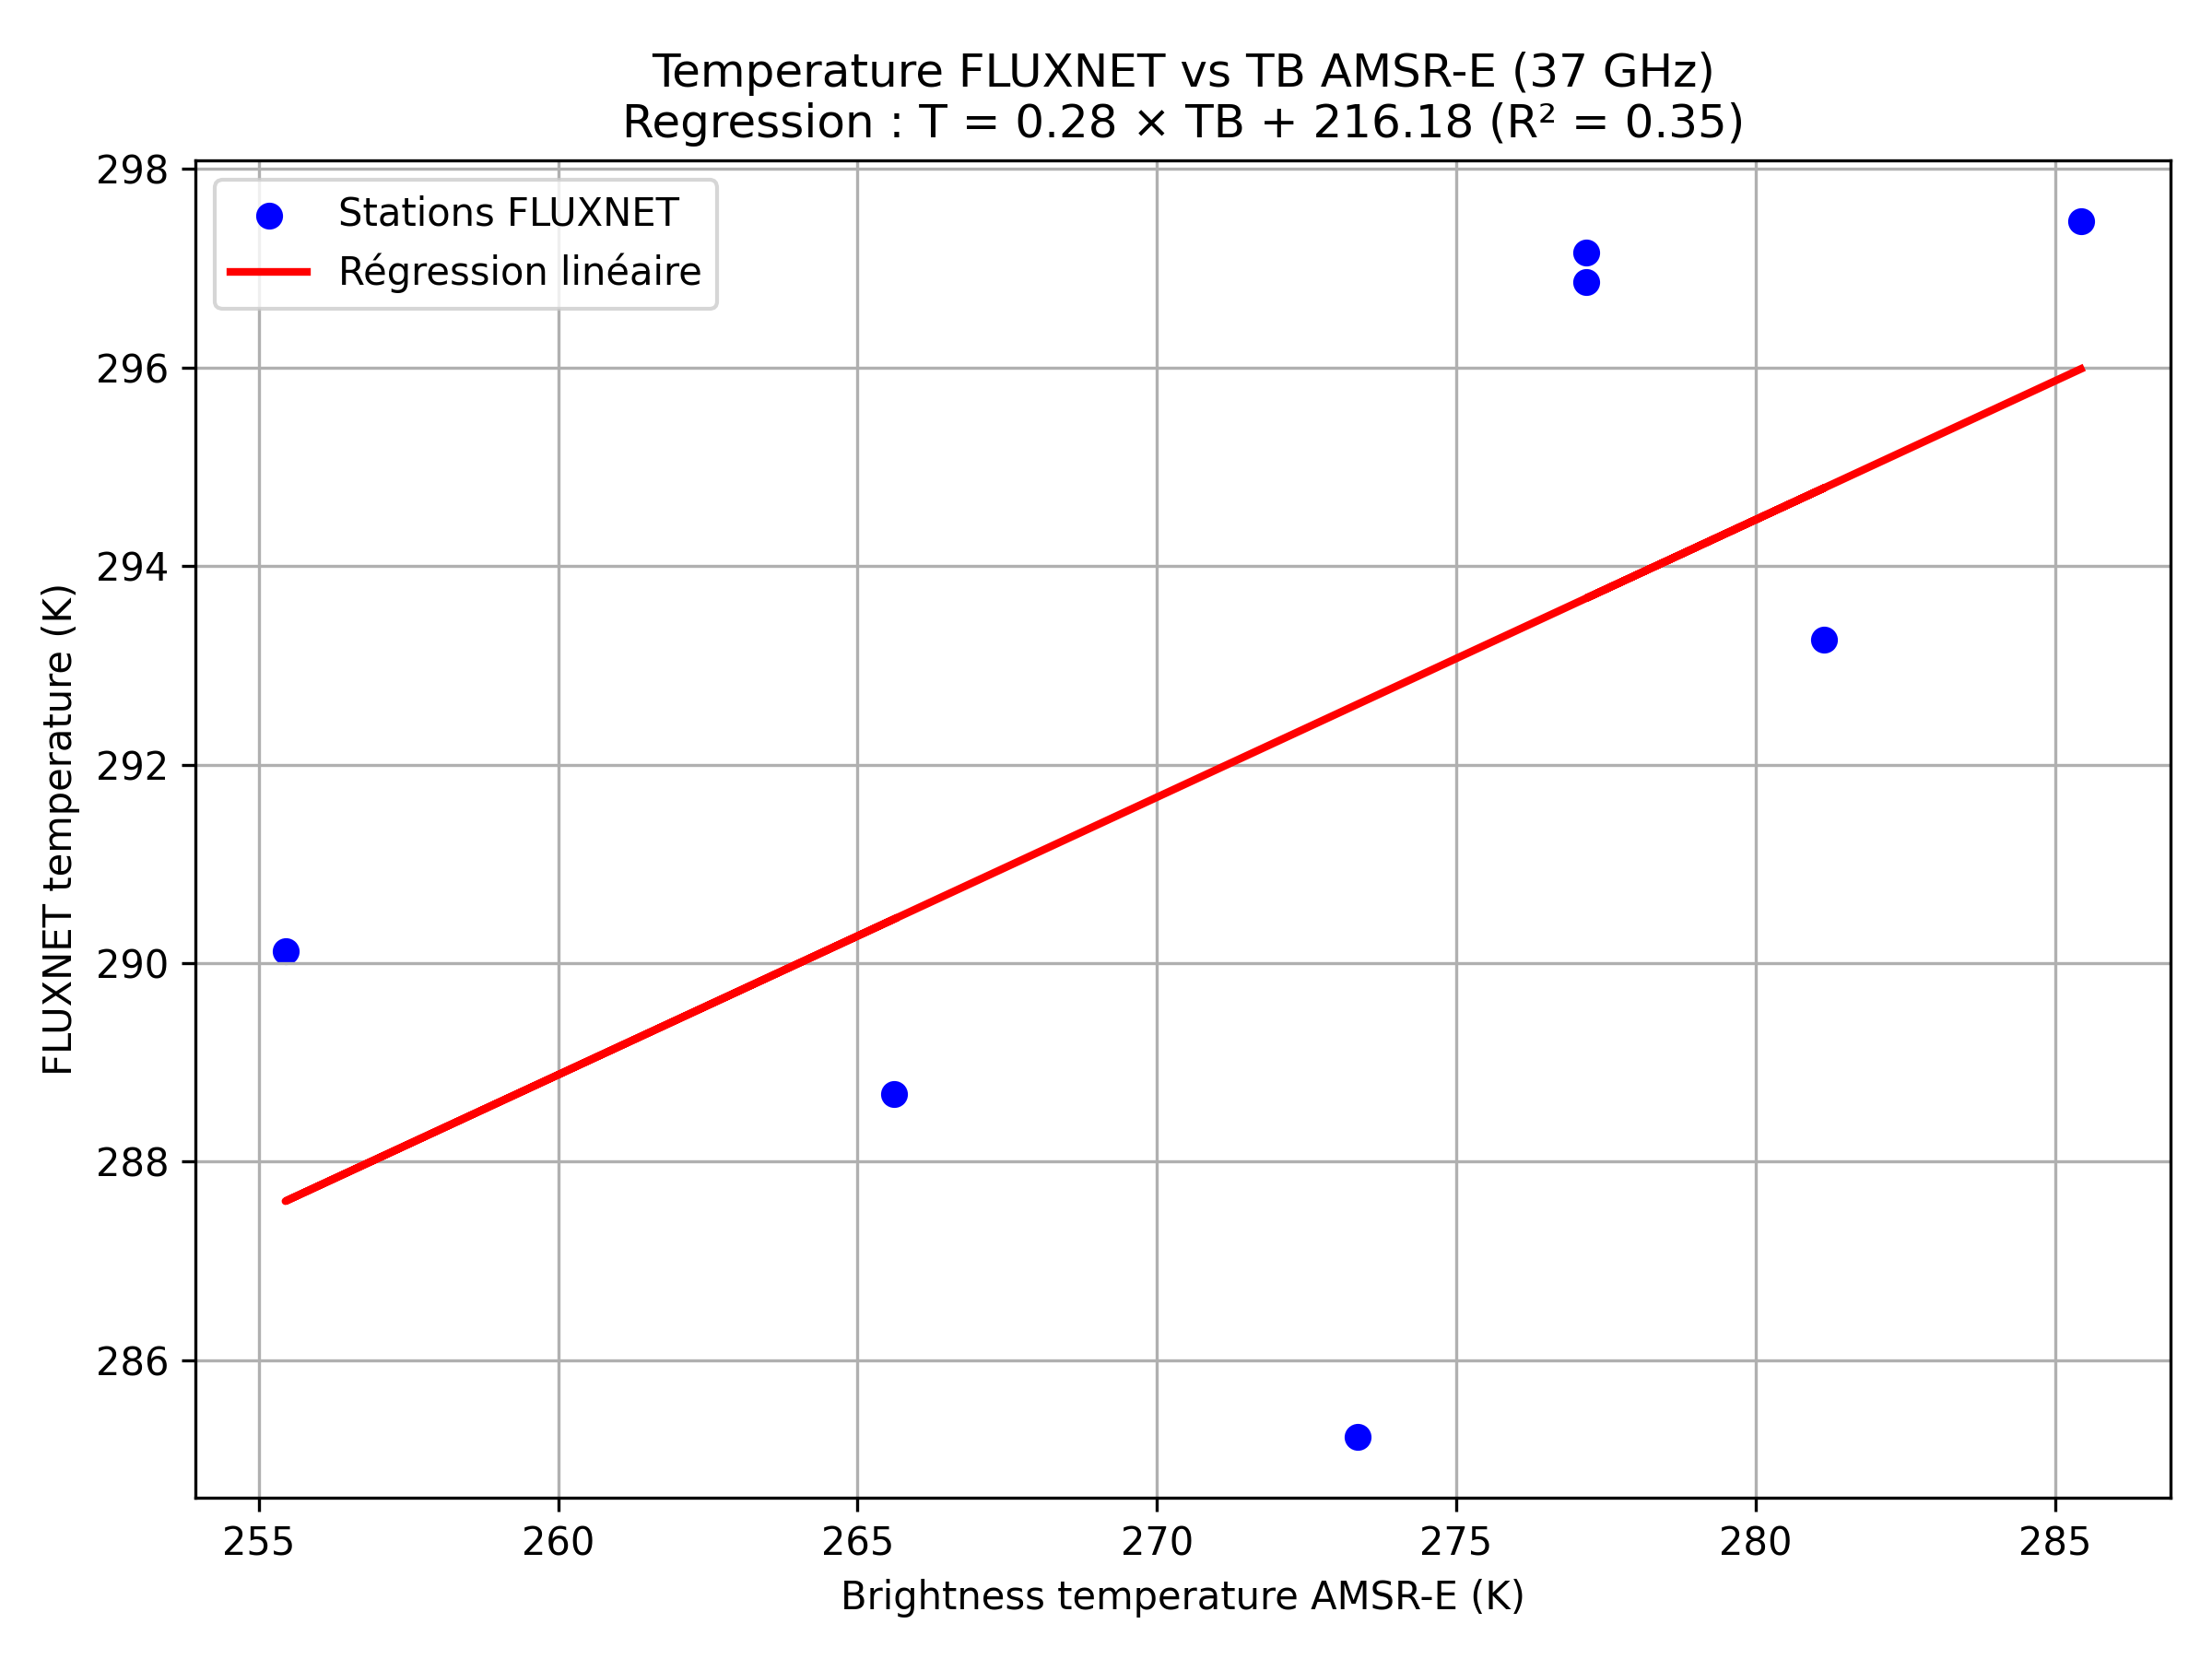 Temperature FLUXNET vs TB AMSR-E (37 GHz)
Regression : T = 0.28 × TB + 216.18 (R² = 0.35)
Stations FLUXNET
Régression linéaire
298
296
294
292
290
288
286
FLUXNET temperature (K)
255 260 265 270 275 280 285
Brightness temperature AMSR-E (K)